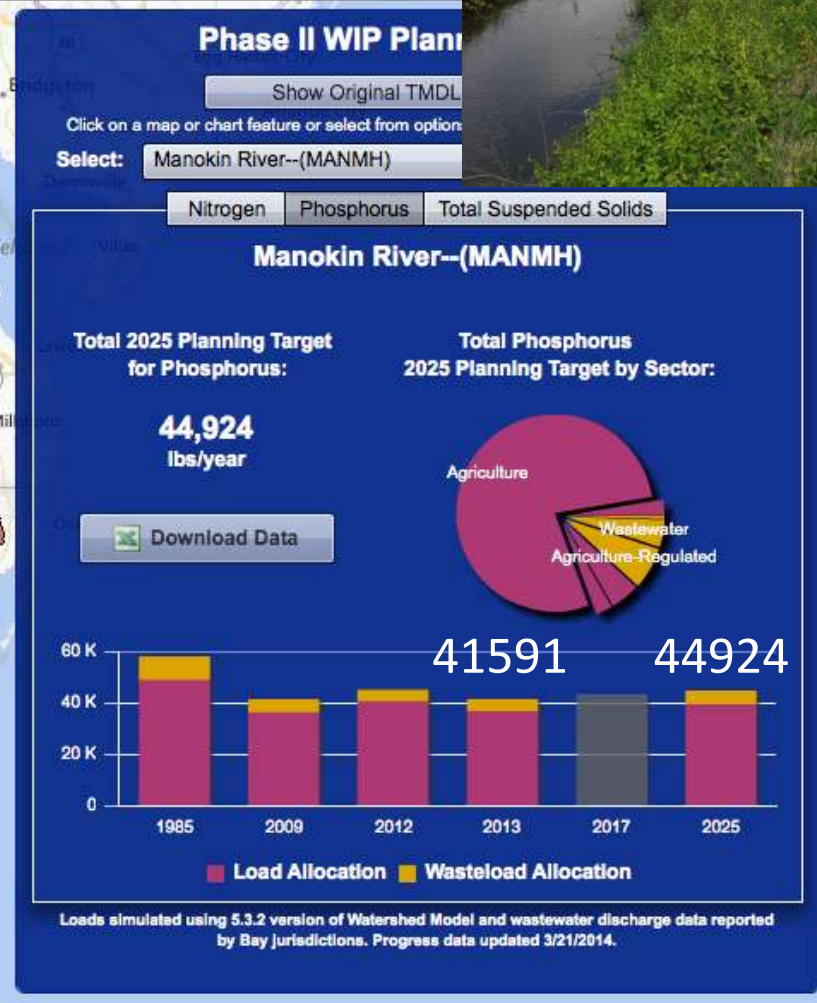 Phase II WIP
Show Original TMDL
Click on a map or chart feature or select from
Select:
Manokin River--(MANMH)
Nitrogen
Phosphorus
Total Suspended Solids
Manokin River--(MANMH)
Total 2025 Planning Target
for Phosphorus:
44,924
lbs/year
Download Data
Total Phosphorus
2025 Planning Target by Sector:
Agriculture
Wastewater
Agriculture-Regulated
41591
44924
60 K
40 K
20 K
0
1985
2009
2012
2013
2017
2025
Load Allocation
Wasteload Allocation
Loads simulated using 5.3.2 version of Watershed Model and wastewater discharge data reported
by Bay jurisdictions. Progress data updated 3/21/2014.